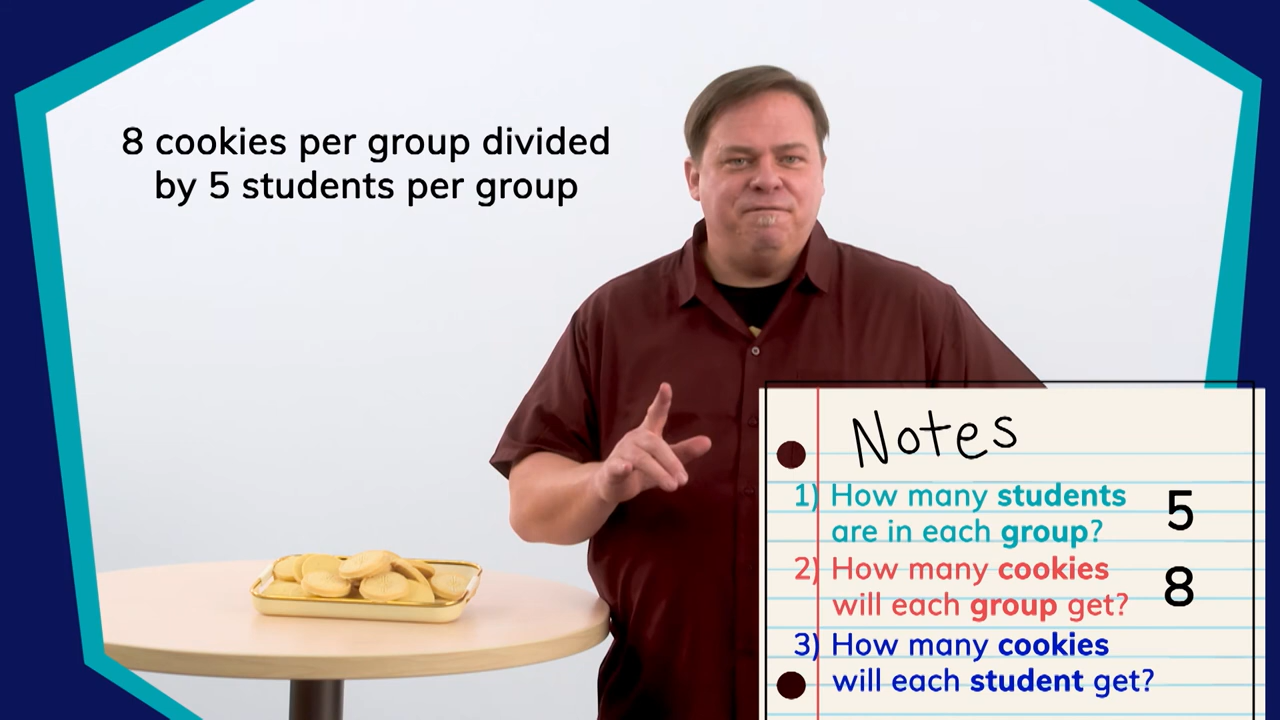 8 cookies per group divided
by 5 students per group
Notes
1) How many students
are in each group?
5
2) How many cookies
will each group get?
8
3) How many cookies
will each student get?